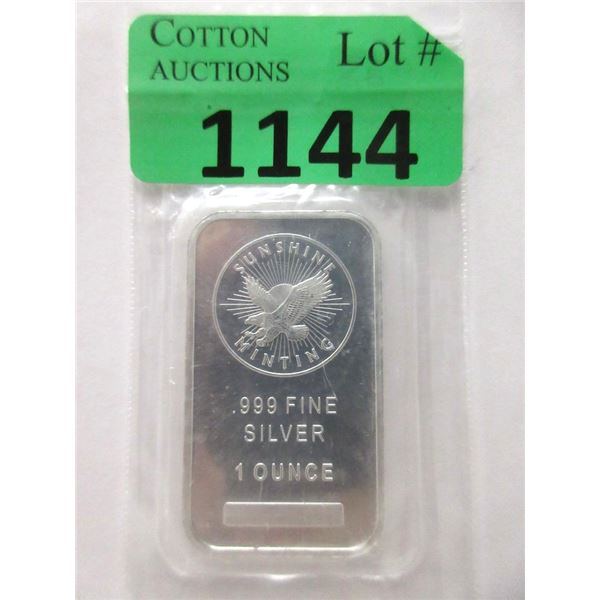 COTTON AUCTIONS
Lot #
1144
SUNSHINE
MINTING
.999 FINE
SILVER
1 OUNCE